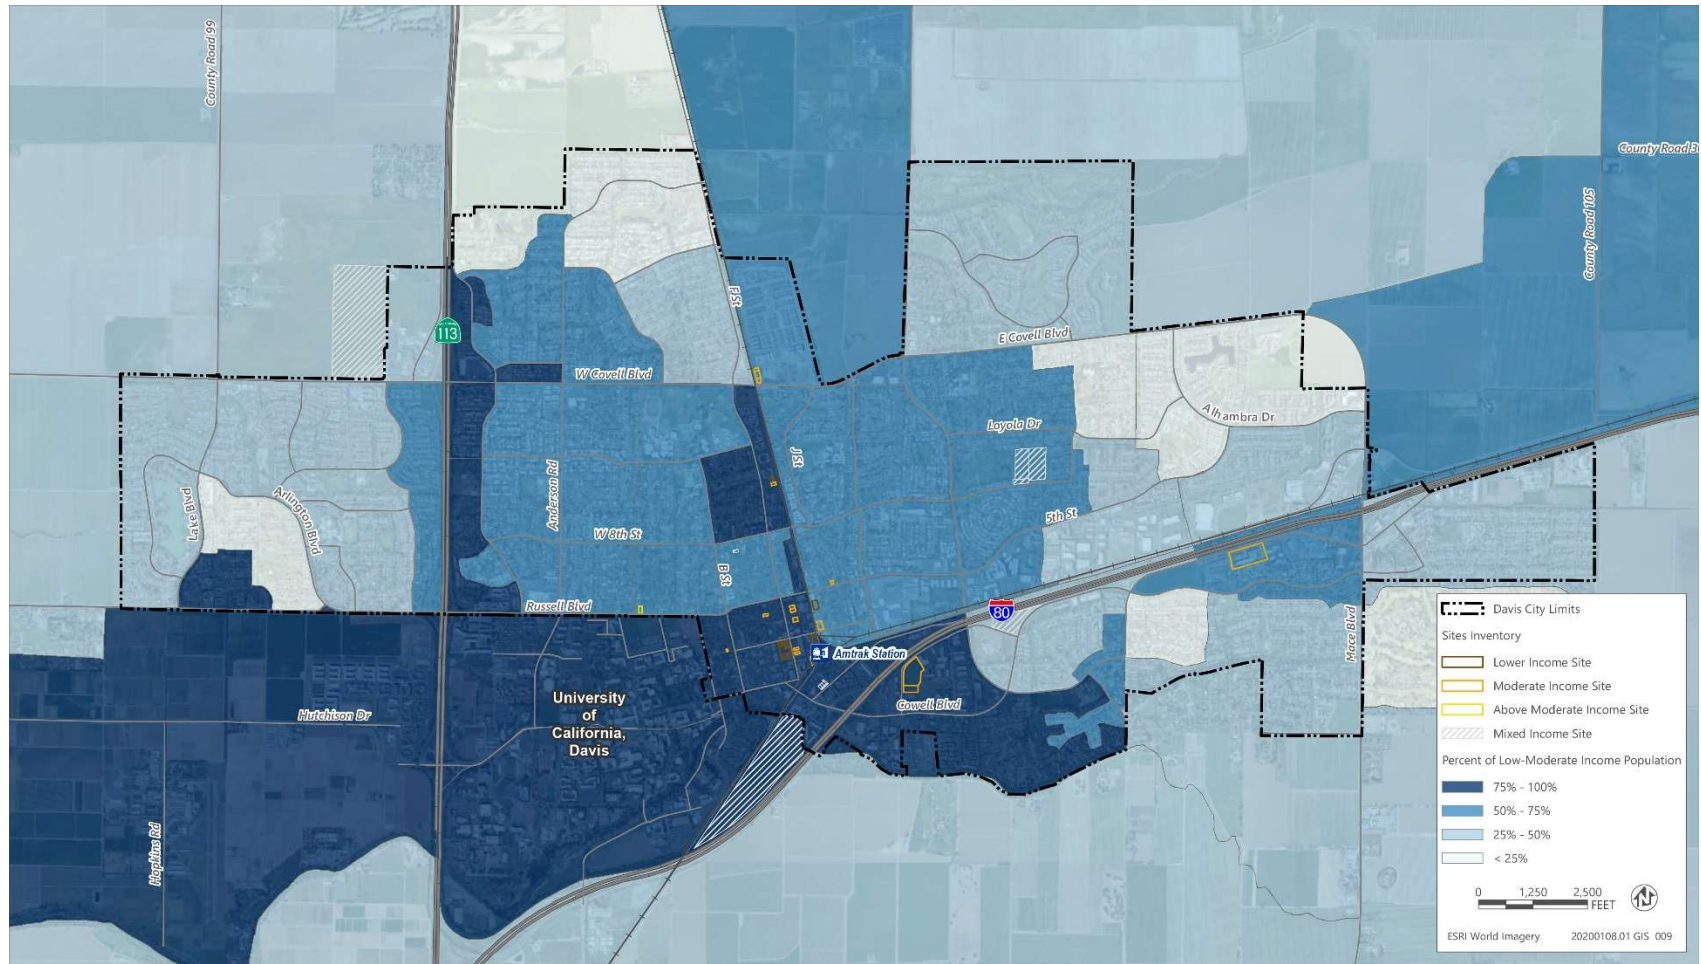 County Road 99
County Road 3
County Road 105
F St
113
E Covell Blvd
W Covell Blvd
Alhambra Dr
Loyola Dr
J St
Anderson Rd
Lake Blvd
Arlington Blvd
5th St
W 8th St
B St
Russell Blvd
80
Mace Blvd
Amtrak Station
Cowell Blvd
University
of
California,
Davis
Hutchison Dr
Hopkins Rd
Davis City Limits
Sites Inventory
Lower Income Site
Moderate Income Site
Above Moderate Income Site
Mixed Income Site
Percent of Low-Moderate Income Population
75% - 100%
50% - 75%
25% - 50%
< 25%
0 1,250 2,500
FEET
N
ESRI World Imagery 20200108.01 GIS 009